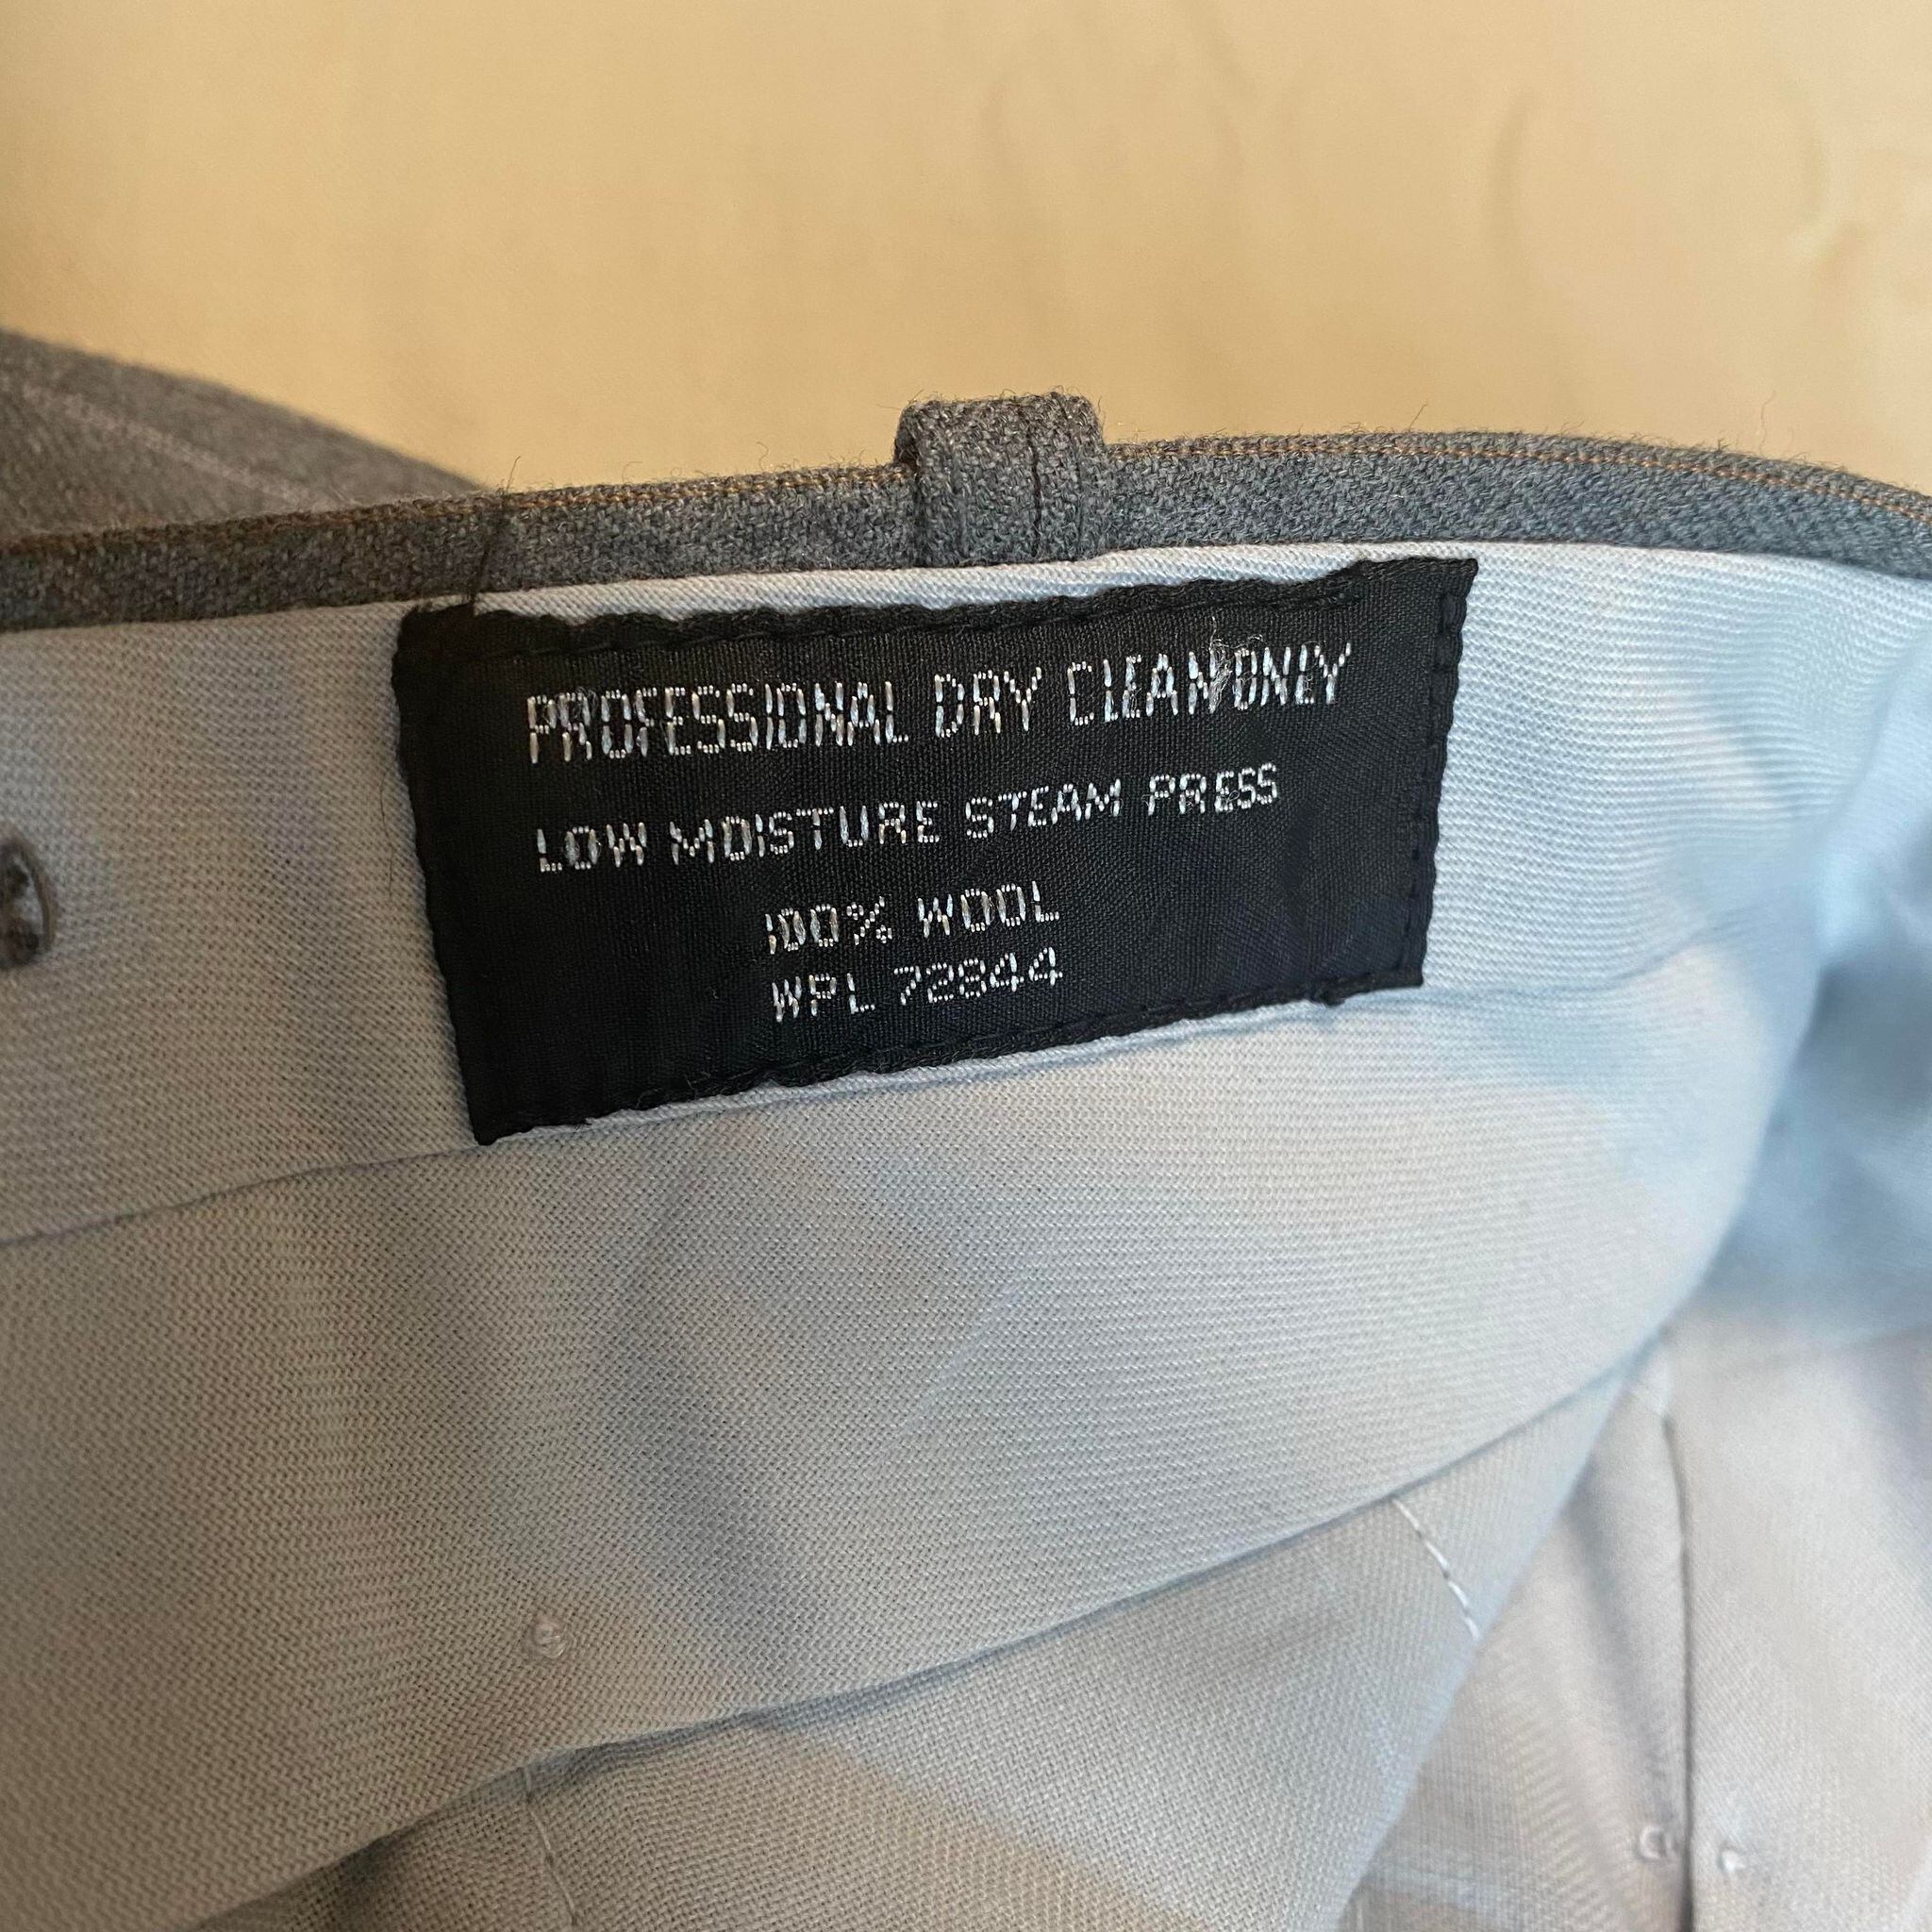 PROFESSIONAL DRY CLEAN ONLY
LOW MOISTURE STEAM PRESS
100% WOOL
WPL 72844